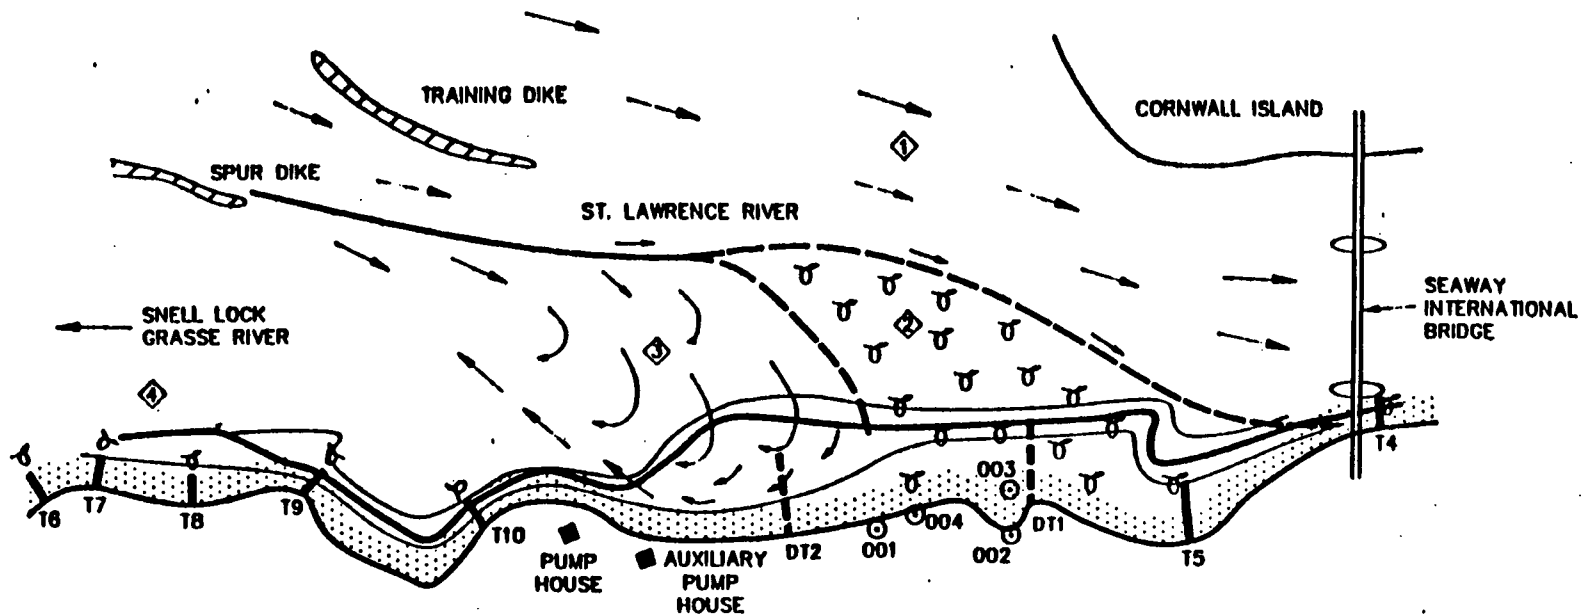 TRAINING DIKE
CORNWALL ISLAND
1
SPUR DIKE
ST. LAWRENCE RIVER
SNELL LOCK
GRASSE RIVER
2
SEAWAY
INTERNATIONAL
BRIDGE
3
4
T4
003
T6
T7
T8
T9
T10
PUMP
HOUSE
AUXILIARY
PUMP
HOUSE
DT2
001
004
002
DT1
T5